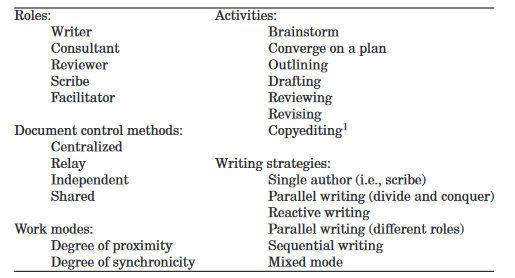 Roles:
Writer
Consultant
Reviewer
Scribe
Facilitator
Document control methods:
Centralized
Relay
Independent
Shared
Work modes:
Degree of proximity
Degree of synchronicity
Activities:
Brainstorm
Converge on a plan
Outlining
Drafting
Reviewing
Revising
Copyediting¹
Writing strategies:
Single author (i.e., scribe)
Parallel writing (divide and conquer)
Reactive writing
Parallel writing (different roles)
Sequential writing
Mixed mode